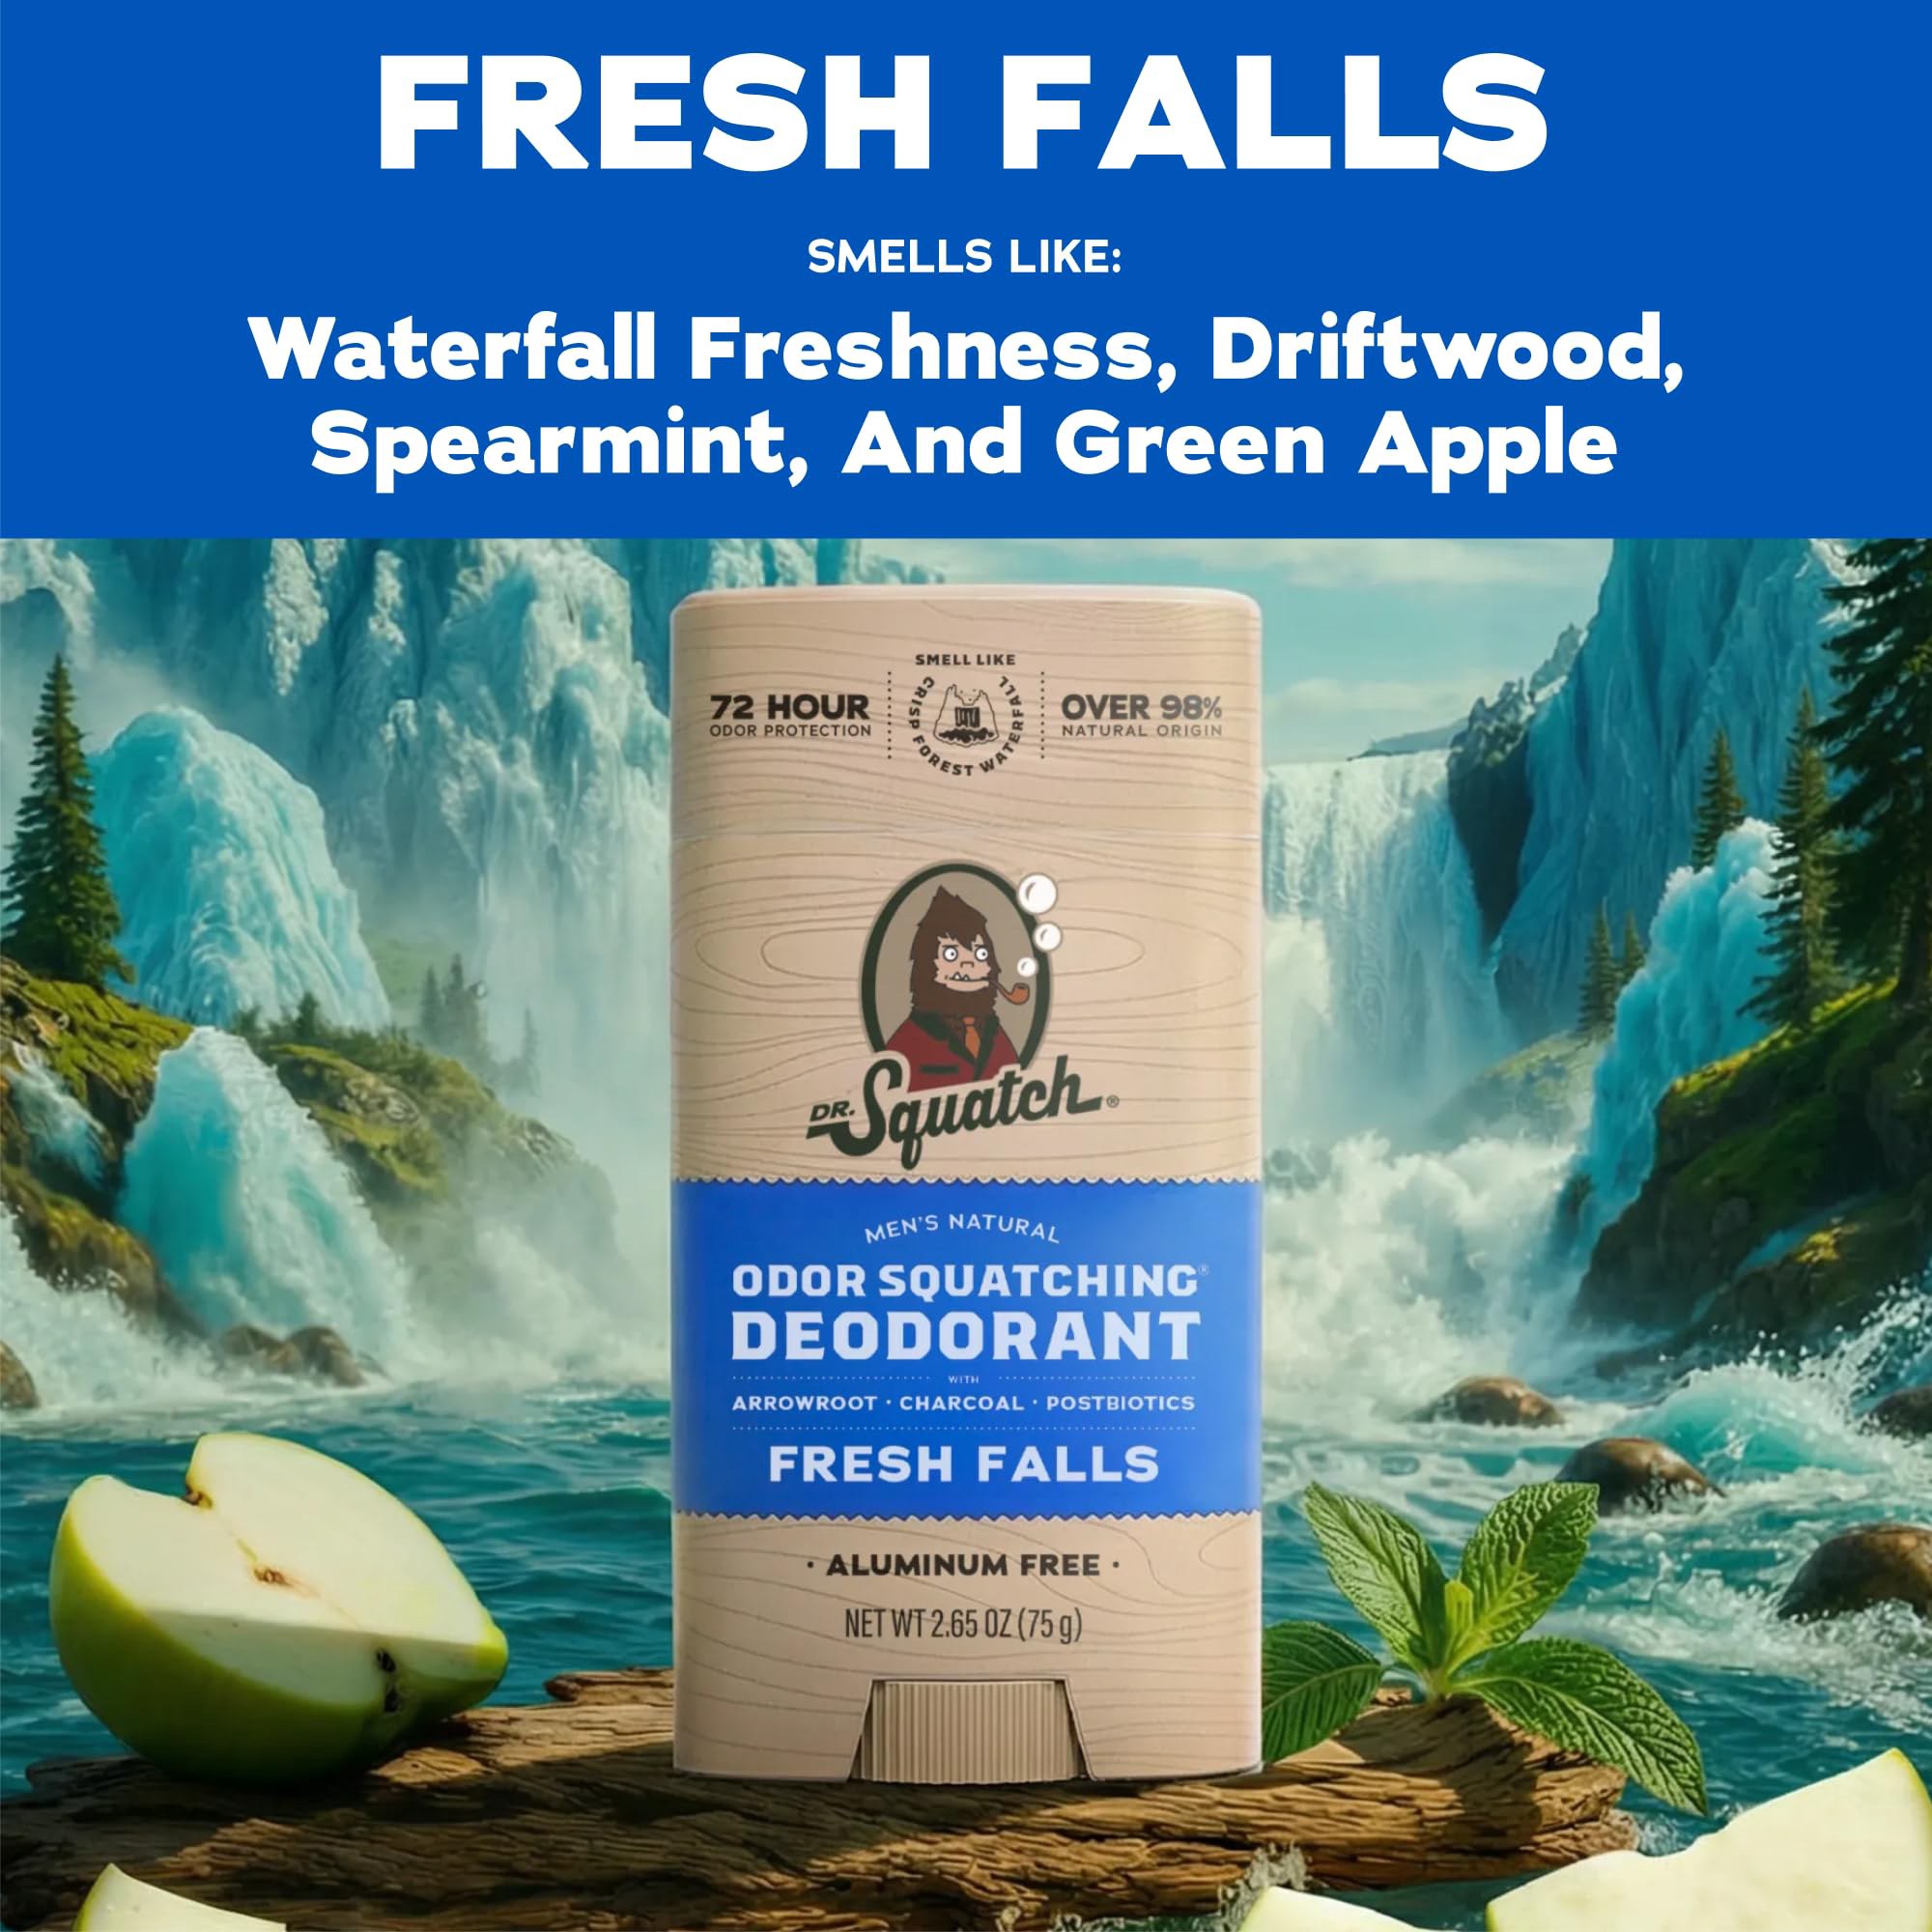 FRESH FALLS
SMELLS LIKE:
Waterfall Freshness, Driftwood,
Spearmint, And Green Apple
72 HOUR
ODOR PROTECTION
SMELL LIKE
CRISP FOREST WATERFALL
OVER 98%
NATURAL ORIGIN
DR. Squatch®
MEN'S NATURAL
ODOR SQUATCHING®
DEODORANT
WITH
ARROWROOT · CHARCOAL · POSTBIOTICS
FRESH FALLS
· ALUMINUM FREE ·
NET WT 2.65 OZ (75 g)